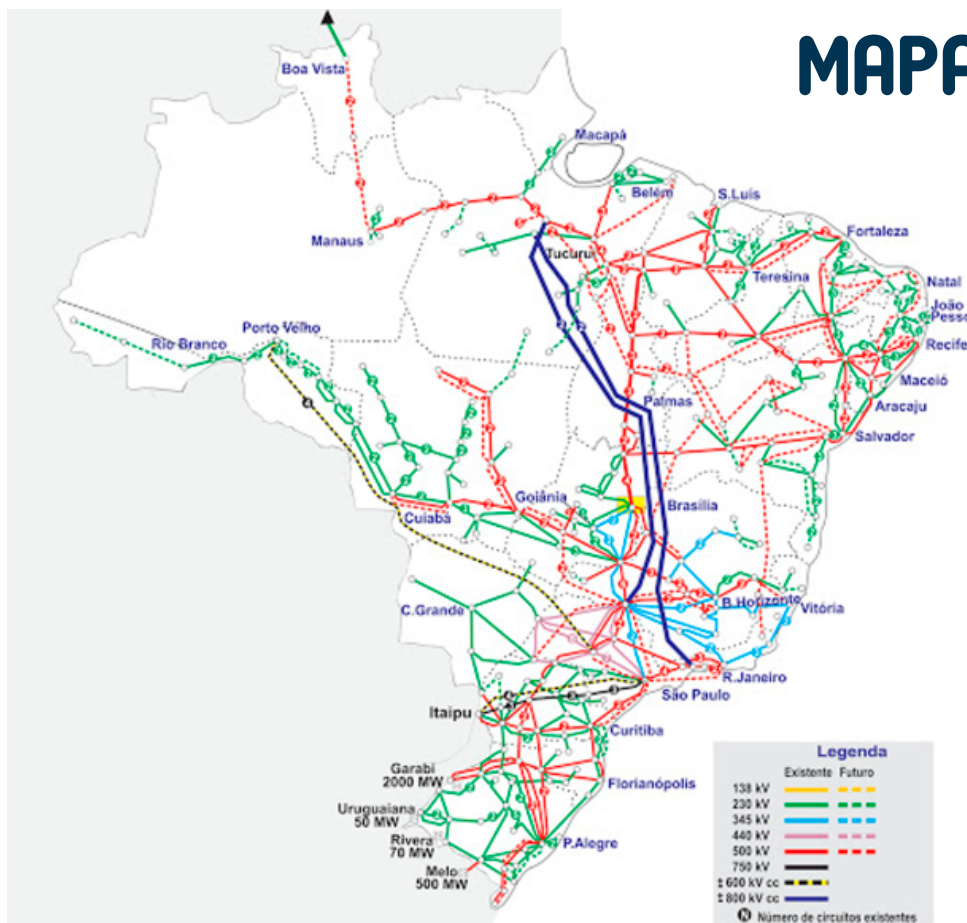 MAPA
Boa Vista
Macapá
Belém
S.Luís
Fortaleza
Manaus
Tucuruí
Teresina
Natal
João
Pesso
Porto Velho
Rio Branco
Recife
Maceió
Palmas
Aracaju
Salvador
Goiânia
Brasília
Cuiabá
C.Grande
B.Horizonte
Vitória
R.Janeiro
São Paulo
Itaipu
Curitiba
Garabi
2000 MW
Florianópolis
Uruguaiana
50 MW
Rivera
70 MW
P.Alegre
Melo
500 MW
Legenda
Existente Futuro
138 kV
230 kV
345 kV
440 kV
500 kV
750 kV
±600 kV cc
±800 kV cc
N Número de circuitos existentes